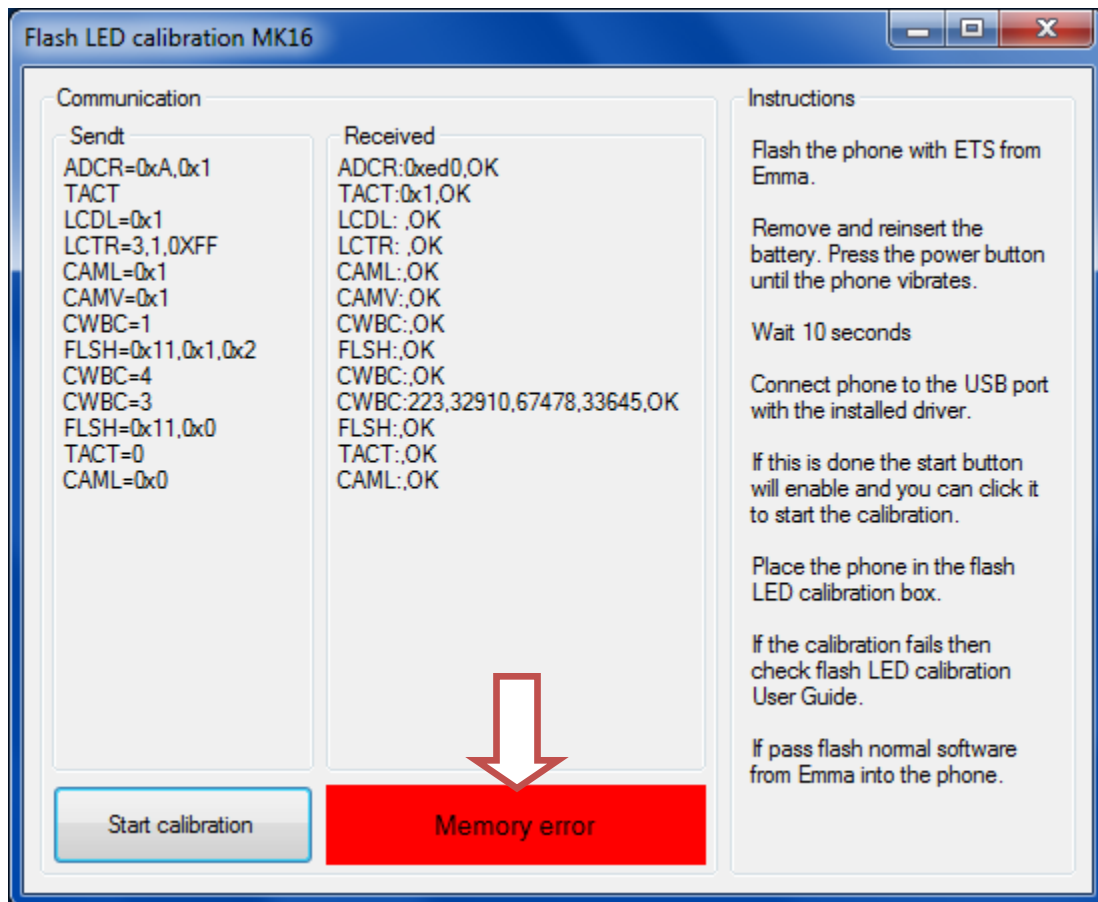 Flash LED calibration MK16
Communication
Sendt
ADCR=0xA,0x1
TACT
LCDL=0x1
LCTR=3,1,0XFF
CAML=0x1
CAMV=0x1
CWBC=1
FLSH=0x11,0x1,0x2
CWBC=4
CWBC=3
FLSH=0x11,0x0
TACT=0
CAML=0x0
Received
ADCR:0xed0,OK
TACT:0x1,OK
LCDL: ,OK
LCTR: ,OK
CAML:,OK
CAMV:,OK
CWBC:,OK
FLSH:,OK
CWBC:,OK
CWBC:223,32910,67478,33645,OK
FLSH:,OK
TACT:,OK
CAML:,OK
Start calibration
Memory error
Instructions
Flash the phone with ETS from
Emma.
Remove and reinsert the
battery. Press the power button
until the phone vibrates.
Wait 10 seconds
Connect phone to the USB port
with the installed driver.
If this is done the start button
will enable and you can click it
to start the calibration.
Place the phone in the flash
LED calibration box.
If the calibration fails then
check flash LED calibration
User Guide.
If pass flash normal software
from Emma into the phone.